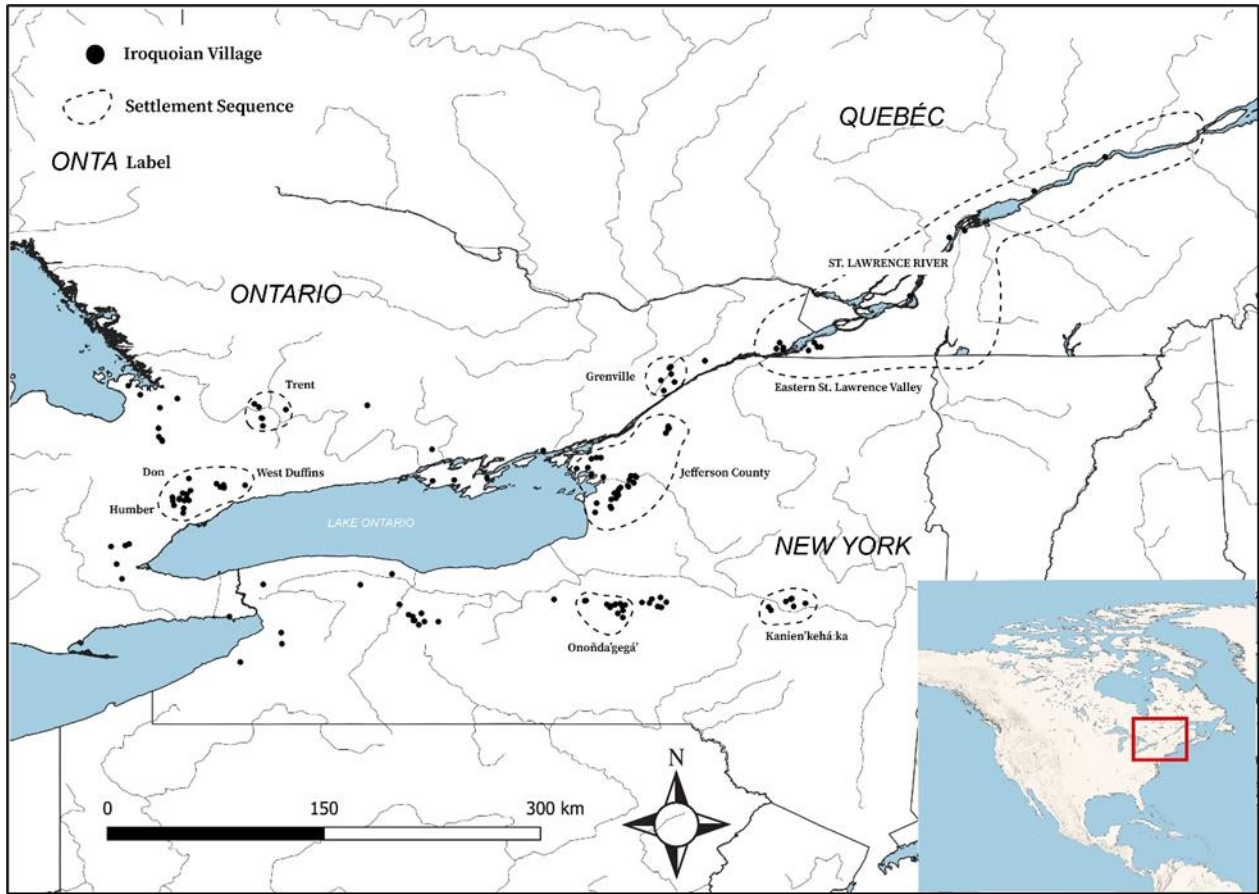 Iroquoian Village
Settlement Sequence
ONTA Label
QUEBÉC
ST. LAWRENCE RIVER
ONTARIO
Grenville
Eastern St. Lawrence Valley
Trent
Don
West Duffins
Jefferson County
Humber
LAKE ONTARIO
NEW YORK
Onoñda'gegá'
Kanien'kehá:ka
N
0 150 300 km